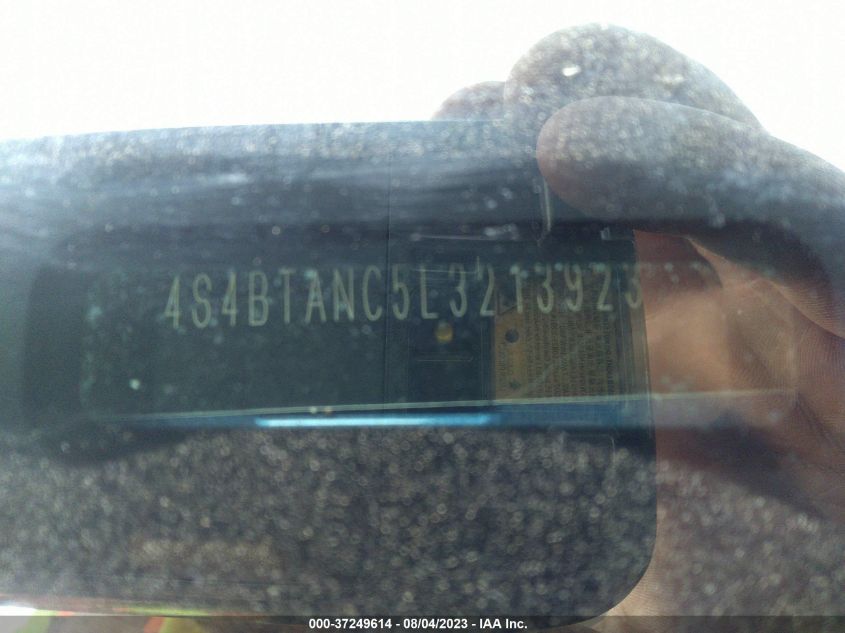 4S4BTANC5L3213923
000-37249614 - 08/04/2023 - IAA Inc.